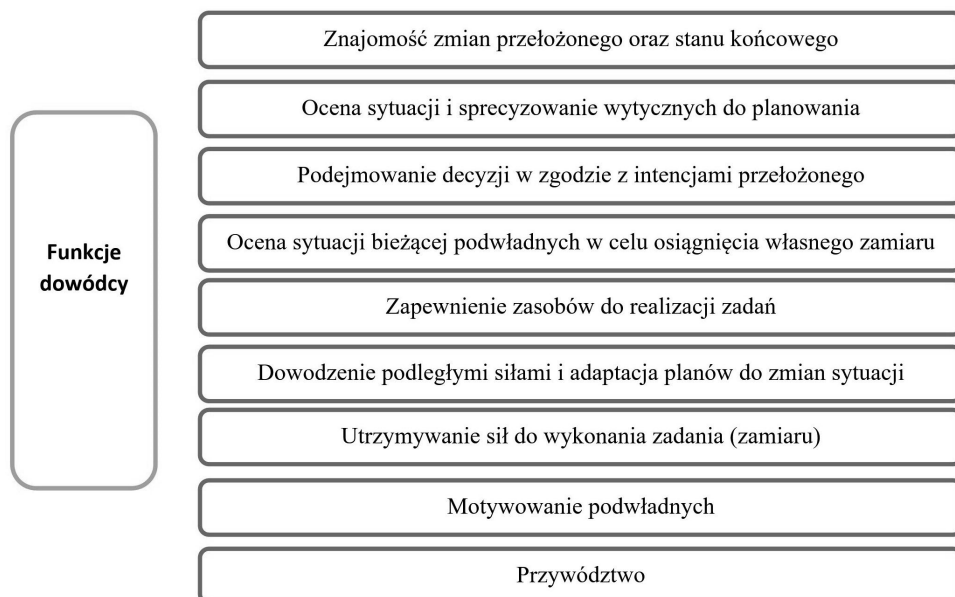 Znajomość zmian przełożonego oraz stanu końcowego
Ocena sytuacji i sprecyzowanie wytycznych do planowania
Podejmowanie decyzji w zgodzie z intencjami przełożonego
Funkcje
dowódcy
Ocena sytuacji bieżącej podwładnych w celu osiągnięcia własnego zamiaru
Zapewnienie zasobów do realizacji zadań
Dowodzenie podległymi siłami i adaptacja planów do zmian sytuacji
Utrzymywanie sił do wykonania zadania (zamiaru)
Motywowanie podwładnych
Przywództwo